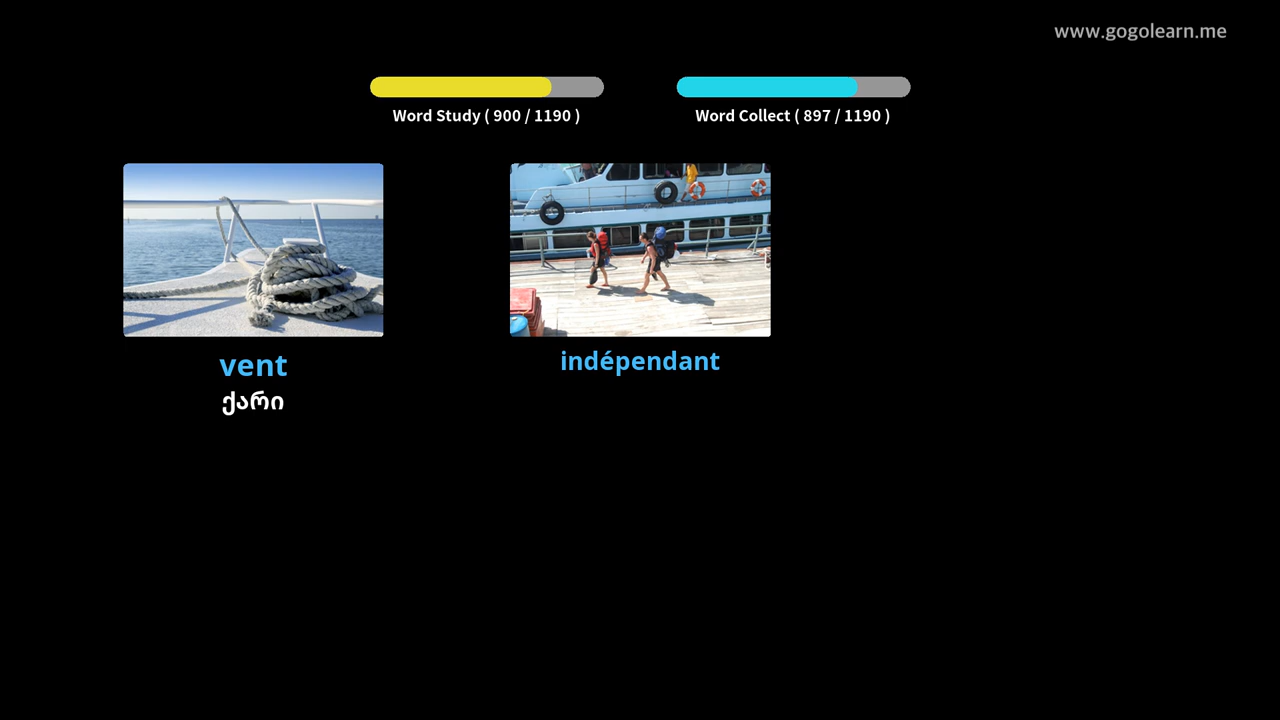 www.gogolearn.me
Word Study ( 900 / 1190 )
Word Collect ( 897 / 1190 )
vent
ქარი
indépendant